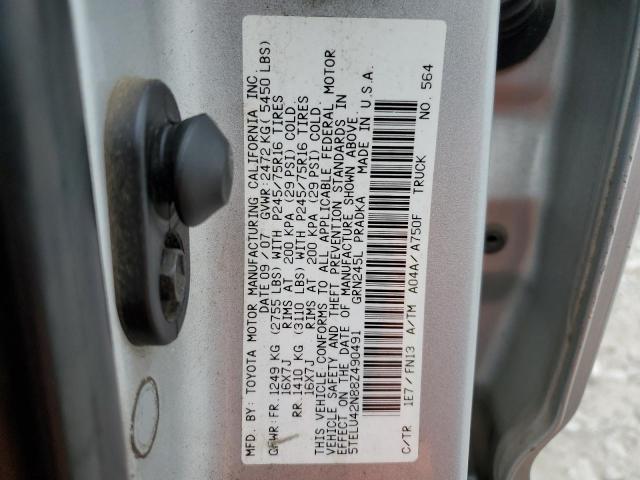 MFD. BY: TOYOTA MOTOR MANUFACTURING CALIFORNIA, INC.
DATE 09/07 GVWR: 2472 KG ( 5450 LBS)
GAWR: FR. 1249 KG (2755 LBS) WITH P245/75R16 TIRES
16X7J RIMS AT 200 KPA (29 PSI) COLD.
RR. 1410 KG (3110 LBS) WITH P245/75R16 TIRES
16X7J RIMS AT 200 KPA (29 PSI) COLD.
THIS VEHICLE CONFORMS TO ALL APPLICABLE FEDERAL MOTOR
VEHICLE SAFETY AND THEFT PREVENTION STANDARDS IN
EFFECT ON THE DATE OF MANUFACTURE SHOWN ABOVE.
5TELU42N88Z490491 GRN245L PRADKA MADE IN U.S.A.
C/TR 1E7/FN13 A/TM A04A/A750F TRUCK
NO. 564